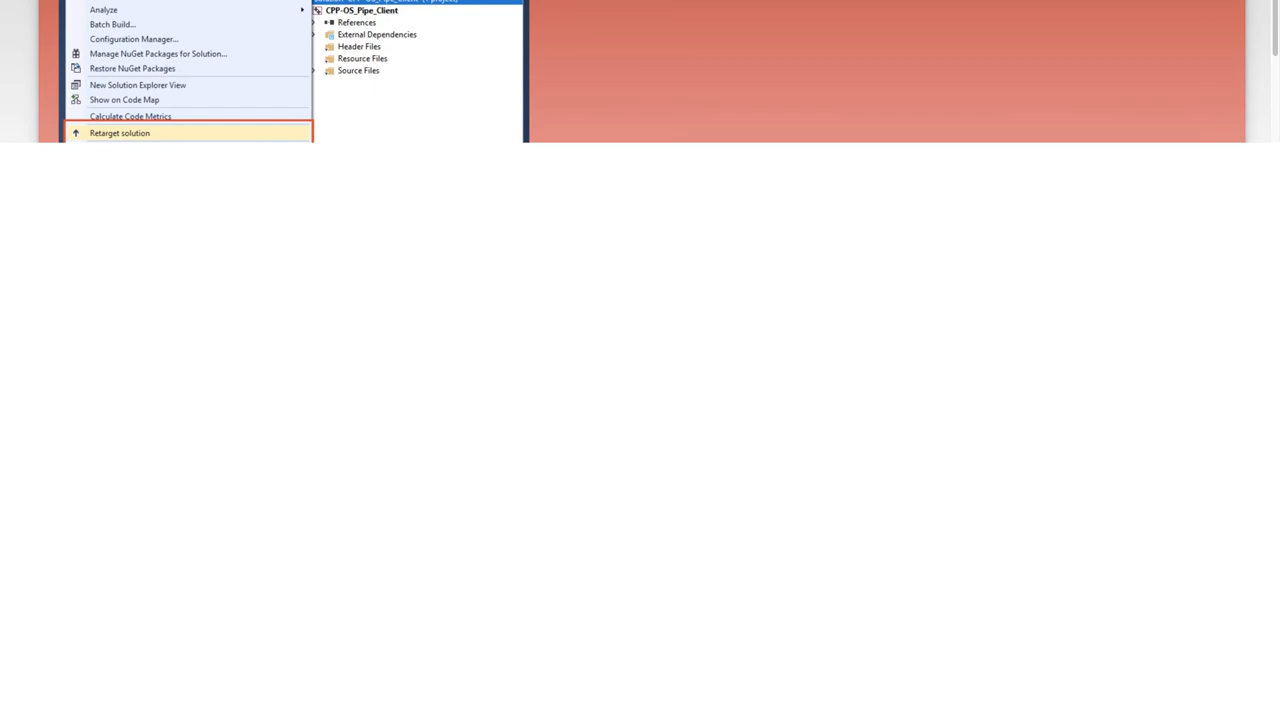 Analyze
Batch Build...
Configuration Manager...
Manage NuGet Packages for Solution...
Restore NuGet Packages
New Solution Explorer View
Show on Code Map
Calculate Code Metrics
Retarget solution
CPP-OS_Pipe_Client
References
External Dependencies
Header Files
Resource Files
Source Files